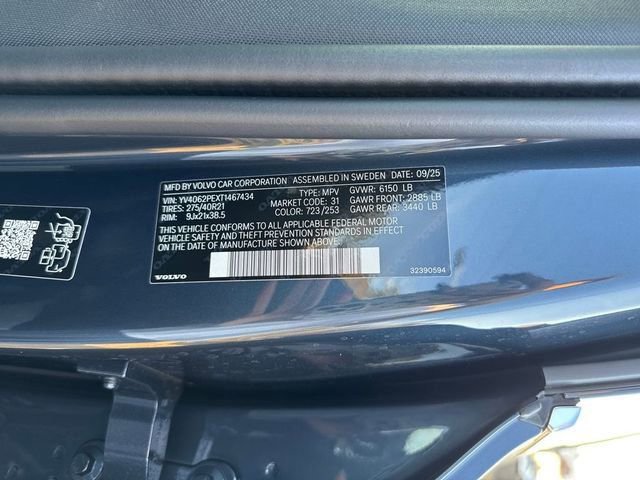 MFD BY VOLVO CAR CORPORATION ASSEMBLED IN SWEDEN DATE: 09/25
VIN: YV4062PEXT1467434 TYPE: MPV GVWR: 6150 LB
TIRES: 275/40R21 MARKET CODE: 31 GAWR FRONT: 2885 LB
RIM: 9Jx21x38.5 COLOR: 723/253 GAWR REAR: 3440 LB
THIS VEHICLE CONFORMS TO ALL APPLICABLE FEDERAL MOTOR
VEHICLE SAFETY AND THEFT PREVENTION STANDARDS IN EFFECT
ON THE DATE OF MANUFACTURE SHOWN ABOVE.
VOLVO 32390594